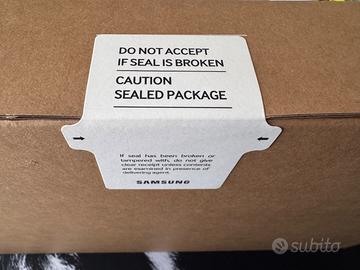 DO NOT ACCEPT
IF SEAL IS BROKEN
CAUTION
SEALED PACKAGE
If seal has been broken or
tampered with, do not give
clear receipt unless contents
are examined in presence of
delivering agent.
SAMSUNG
subito